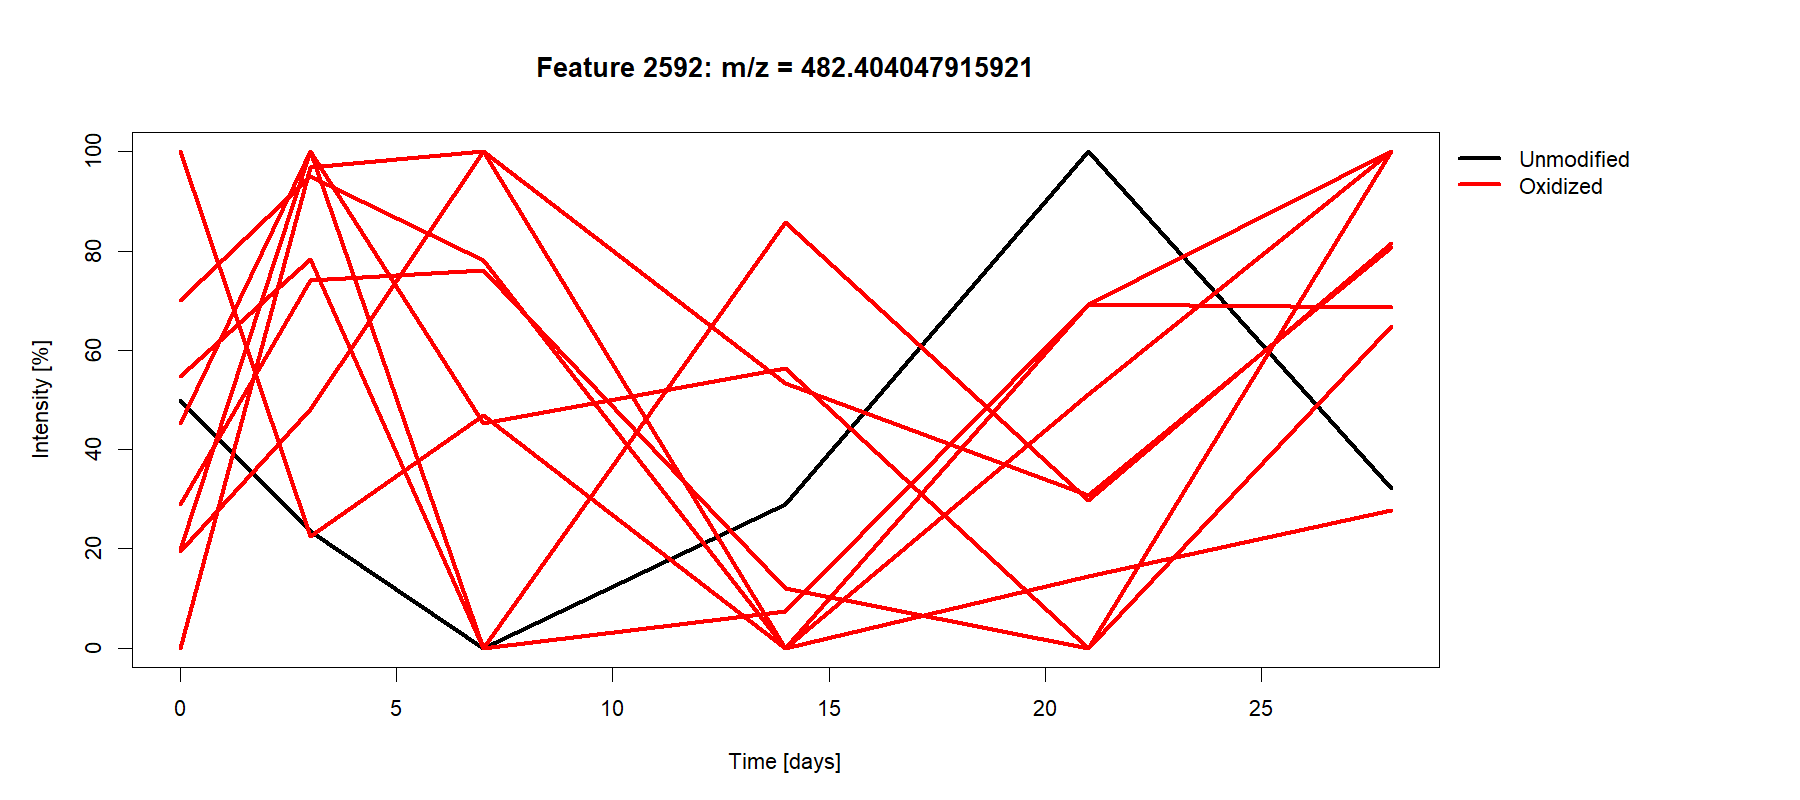 Feature 2592: m/z = 482.404047915921
Unmodified
Oxidized
Intensity [%]
100
80
60
40
20
0
0 5 10 15 20 25
Time [days]